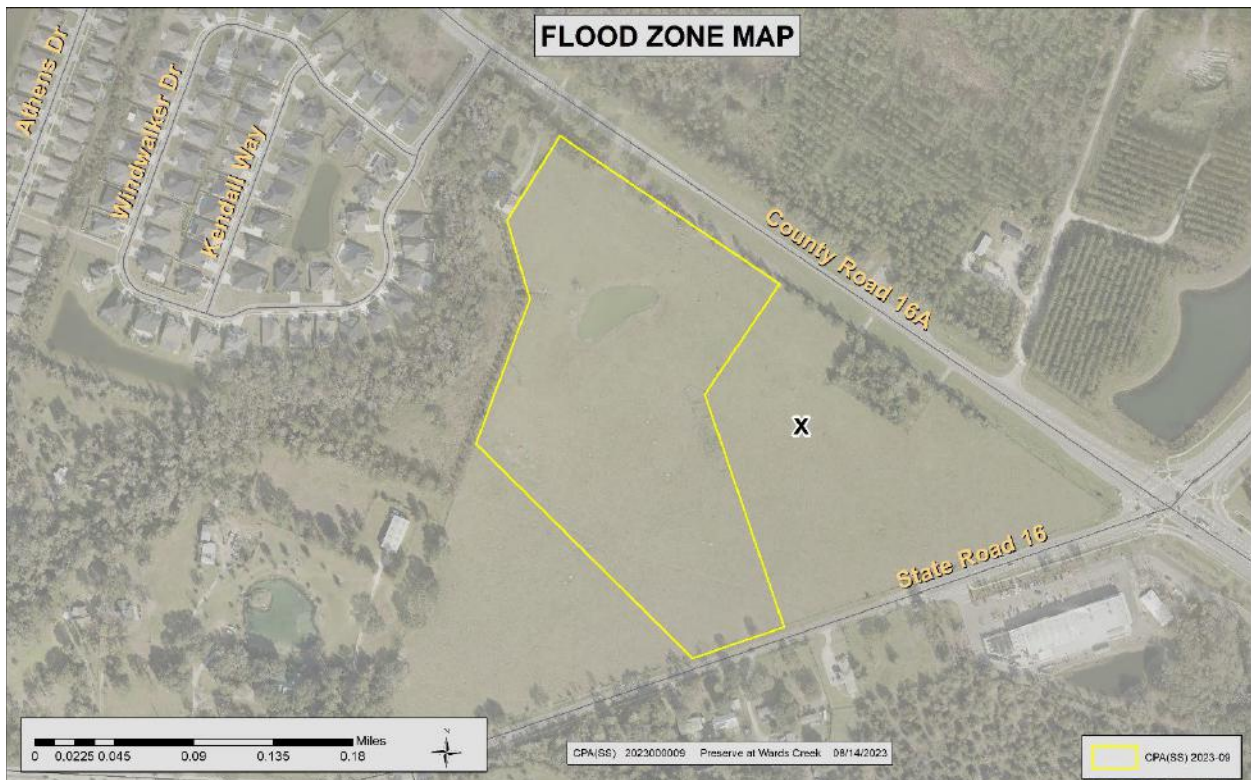 FLOOD ZONE MAP
Athens Dr
Windwalker Dr
Kendall Way
County Road 16A
X
State Road 16
Miles
0 0.0225 0.045 0.09 0.135 0.18
N
CPA(SS) 2023000009 Preserve at Wards Creek 08/14/2023
CPA(SS) 2023-09